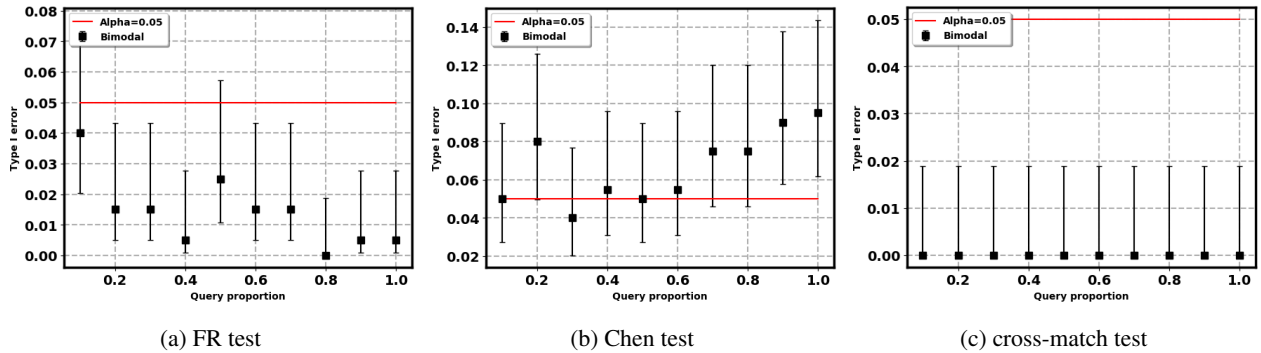 Alpha=0.05
Bimodal
0.08
0.07
0.06
0.05
0.04
0.03
0.02
0.01
0.00
Type I error
0.2 0.4 0.6 0.8 1.0
Query proportion
(a) FR test
Alpha=0.05
Bimodal
0.14
0.12
0.10
0.08
0.06
0.04
0.02
Type I error
0.2 0.4 0.6 0.8 1.0
Query proportion
(b) Chen test
Alpha=0.05
Bimodal
0.05
0.04
0.03
0.02
0.01
0.00
Type I error
0.2 0.4 0.6 0.8 1.0
Query proportion
(c) cross-match test